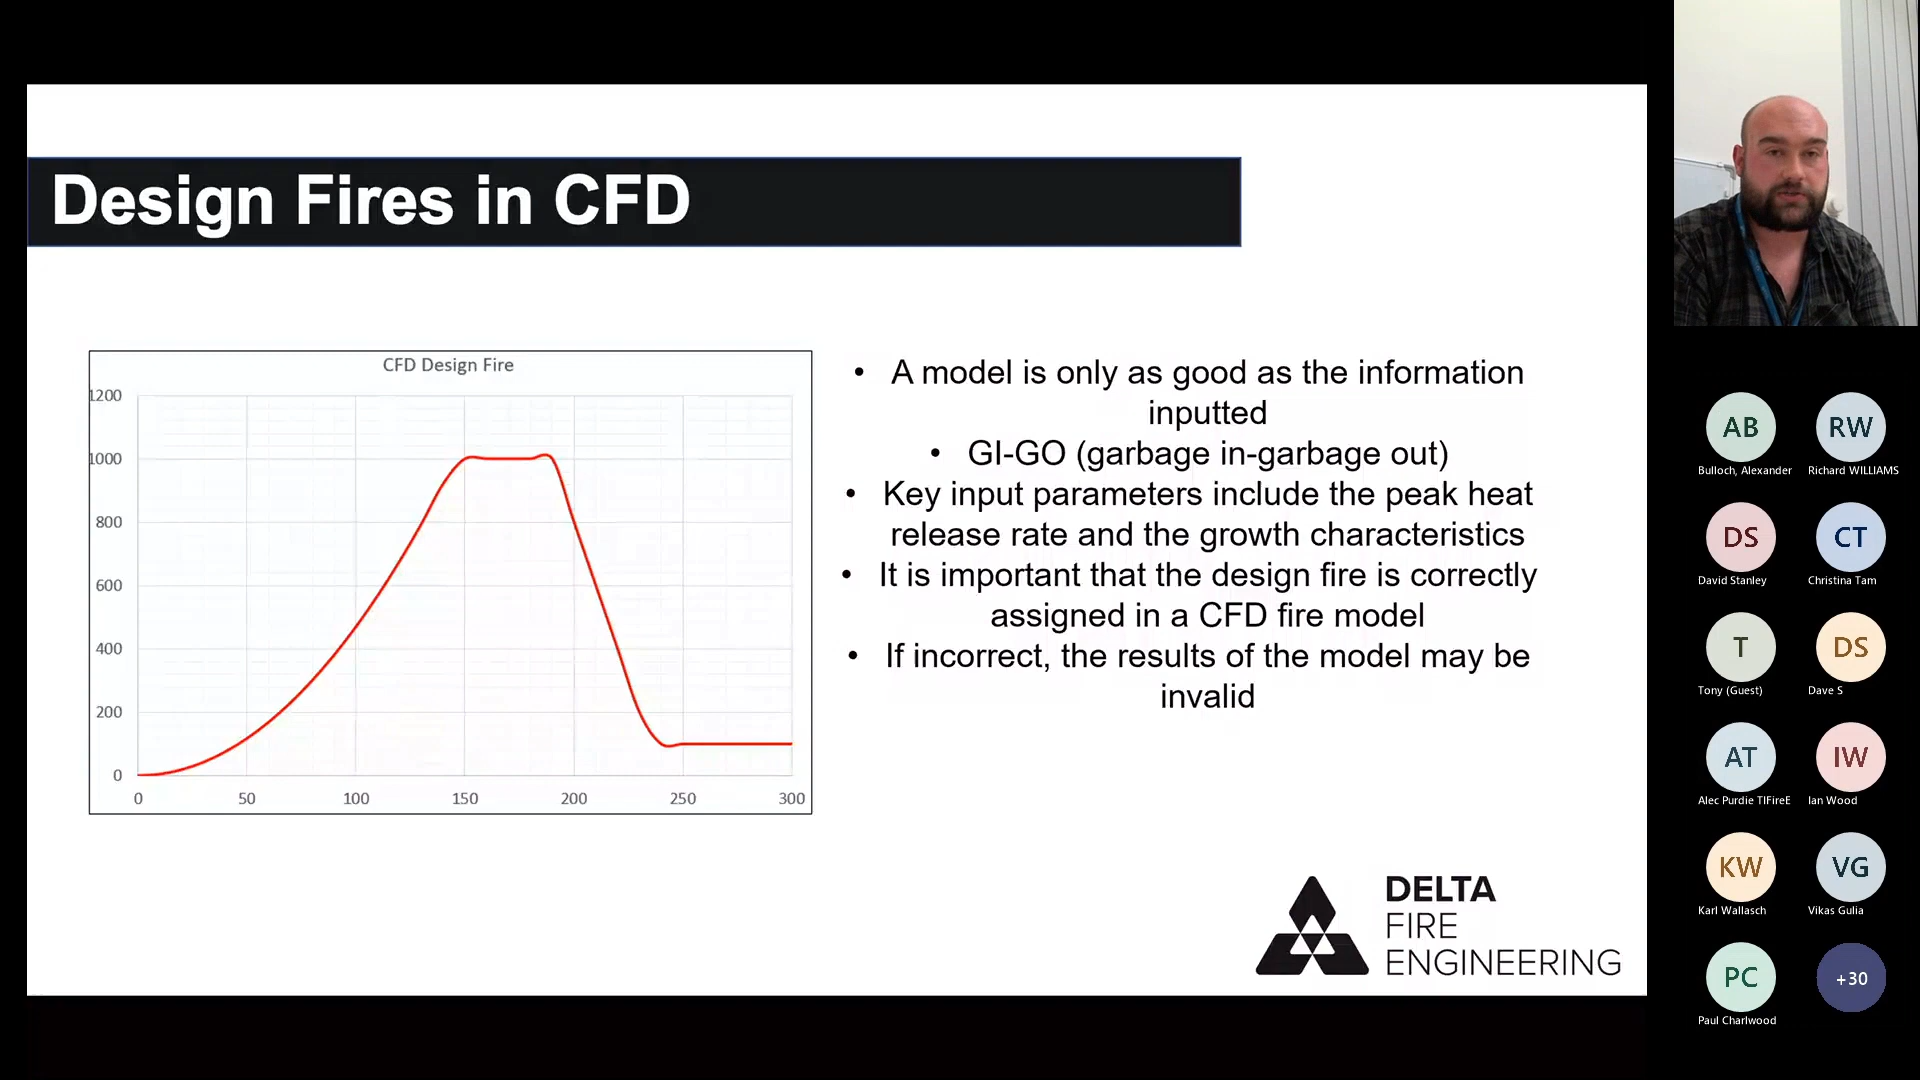 Design Fires in CFD
CFD Design Fire
1200
1000
800
600
400
200
0
0 50 100 150 200 250 300
• A model is only as good as the information
inputted
• GI-GO (garbage in-garbage out)
• Key input parameters include the peak heat
release rate and the growth characteristics
• It is important that the design fire is correctly
assigned in a CFD fire model
• If incorrect, the results of the model may be
invalid
DELTA
FIRE
ENGINEERING
AB RW
Bulloch, Alexander Richard WILLIAMS
DS CT
David Stanley Christina Tam
T DS
Tony (Guest) Dave S
AT IW
Alec Purdie TIFireE Ian Wood
KW VG
Karl Wallasch Vikas Gulia
PC +30
Paul Charlwood